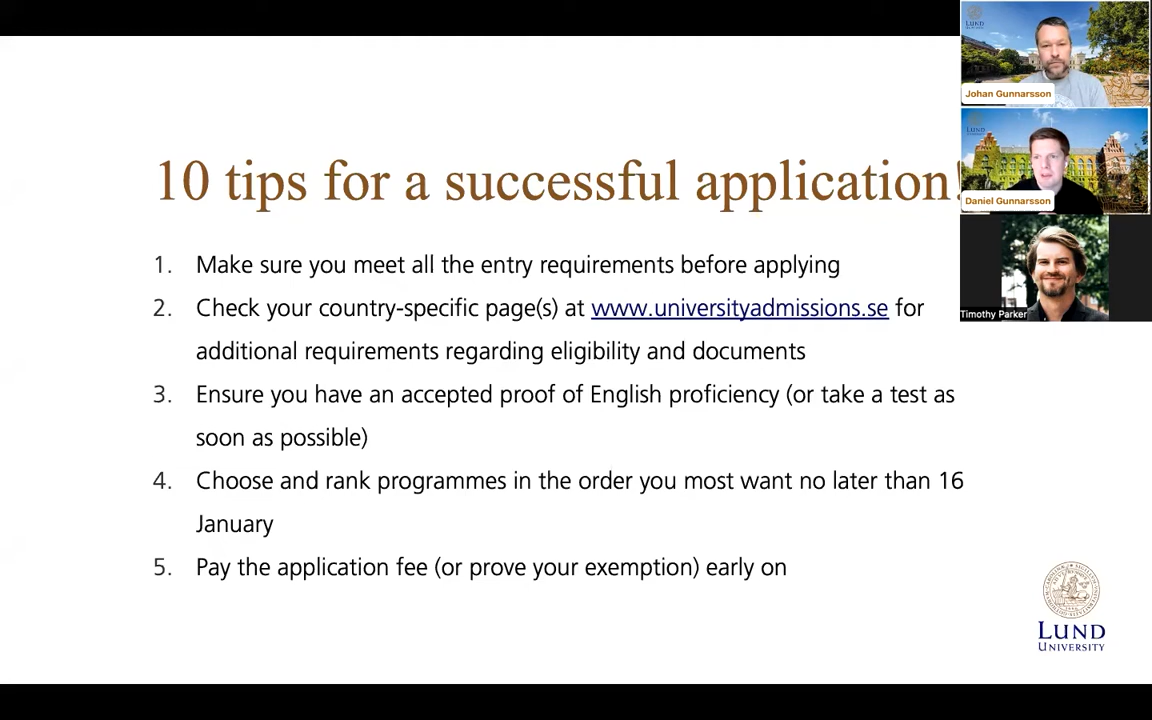 10 tips for a successful application!
1. Make sure you meet all the entry requirements before applying
2. Check your country-specific page(s) at www.universityadmissions.se for
additional requirements regarding eligibility and documents
3. Ensure you have an accepted proof of English proficiency (or take a test as
soon as possible)
4. Choose and rank programmes in the order you most want no later than 16
January
5. Pay the application fee (or prove your exemption) early on
LUND
UNIVERSITY
LUND
Johan Gunnarsson
LUND
Daniel Gunnarsson
Timothy Parker